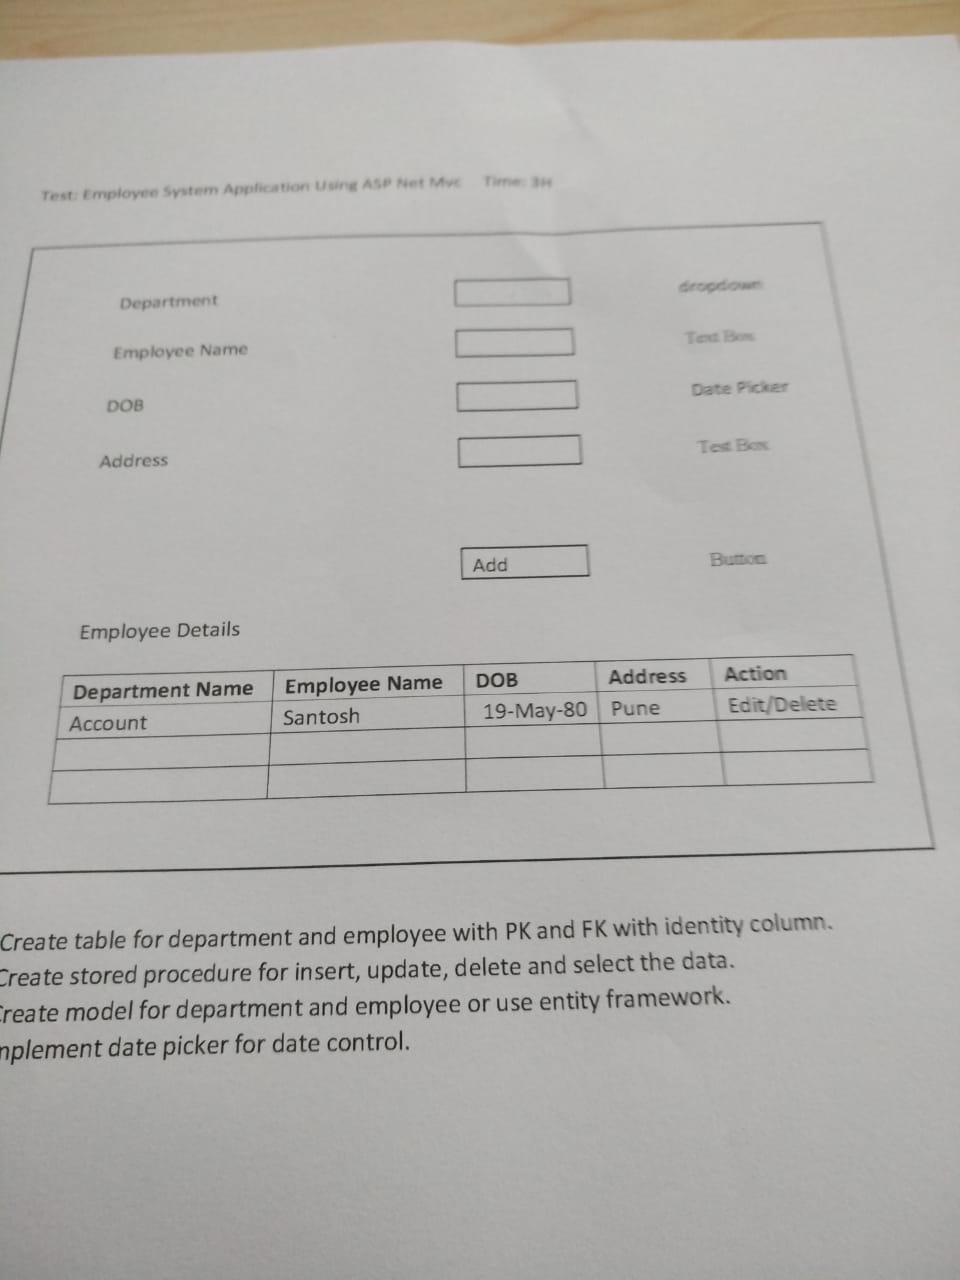 Test: Employee System Application Using ASP Net Mvc Time: 3H
Department dropdown
Employee Name Text Box
DOB Date Picker
Address Text Box
Add Button
Employee Details
Department Name Employee Name DOB Address Action
Account Santosh 19-May-80 Pune Edit/Delete
Create table for department and employee with PK and FK with identity column.
Create stored procedure for insert, update, delete and select the data.
Create model for department and employee or use entity framework.
mplement date picker for date control.